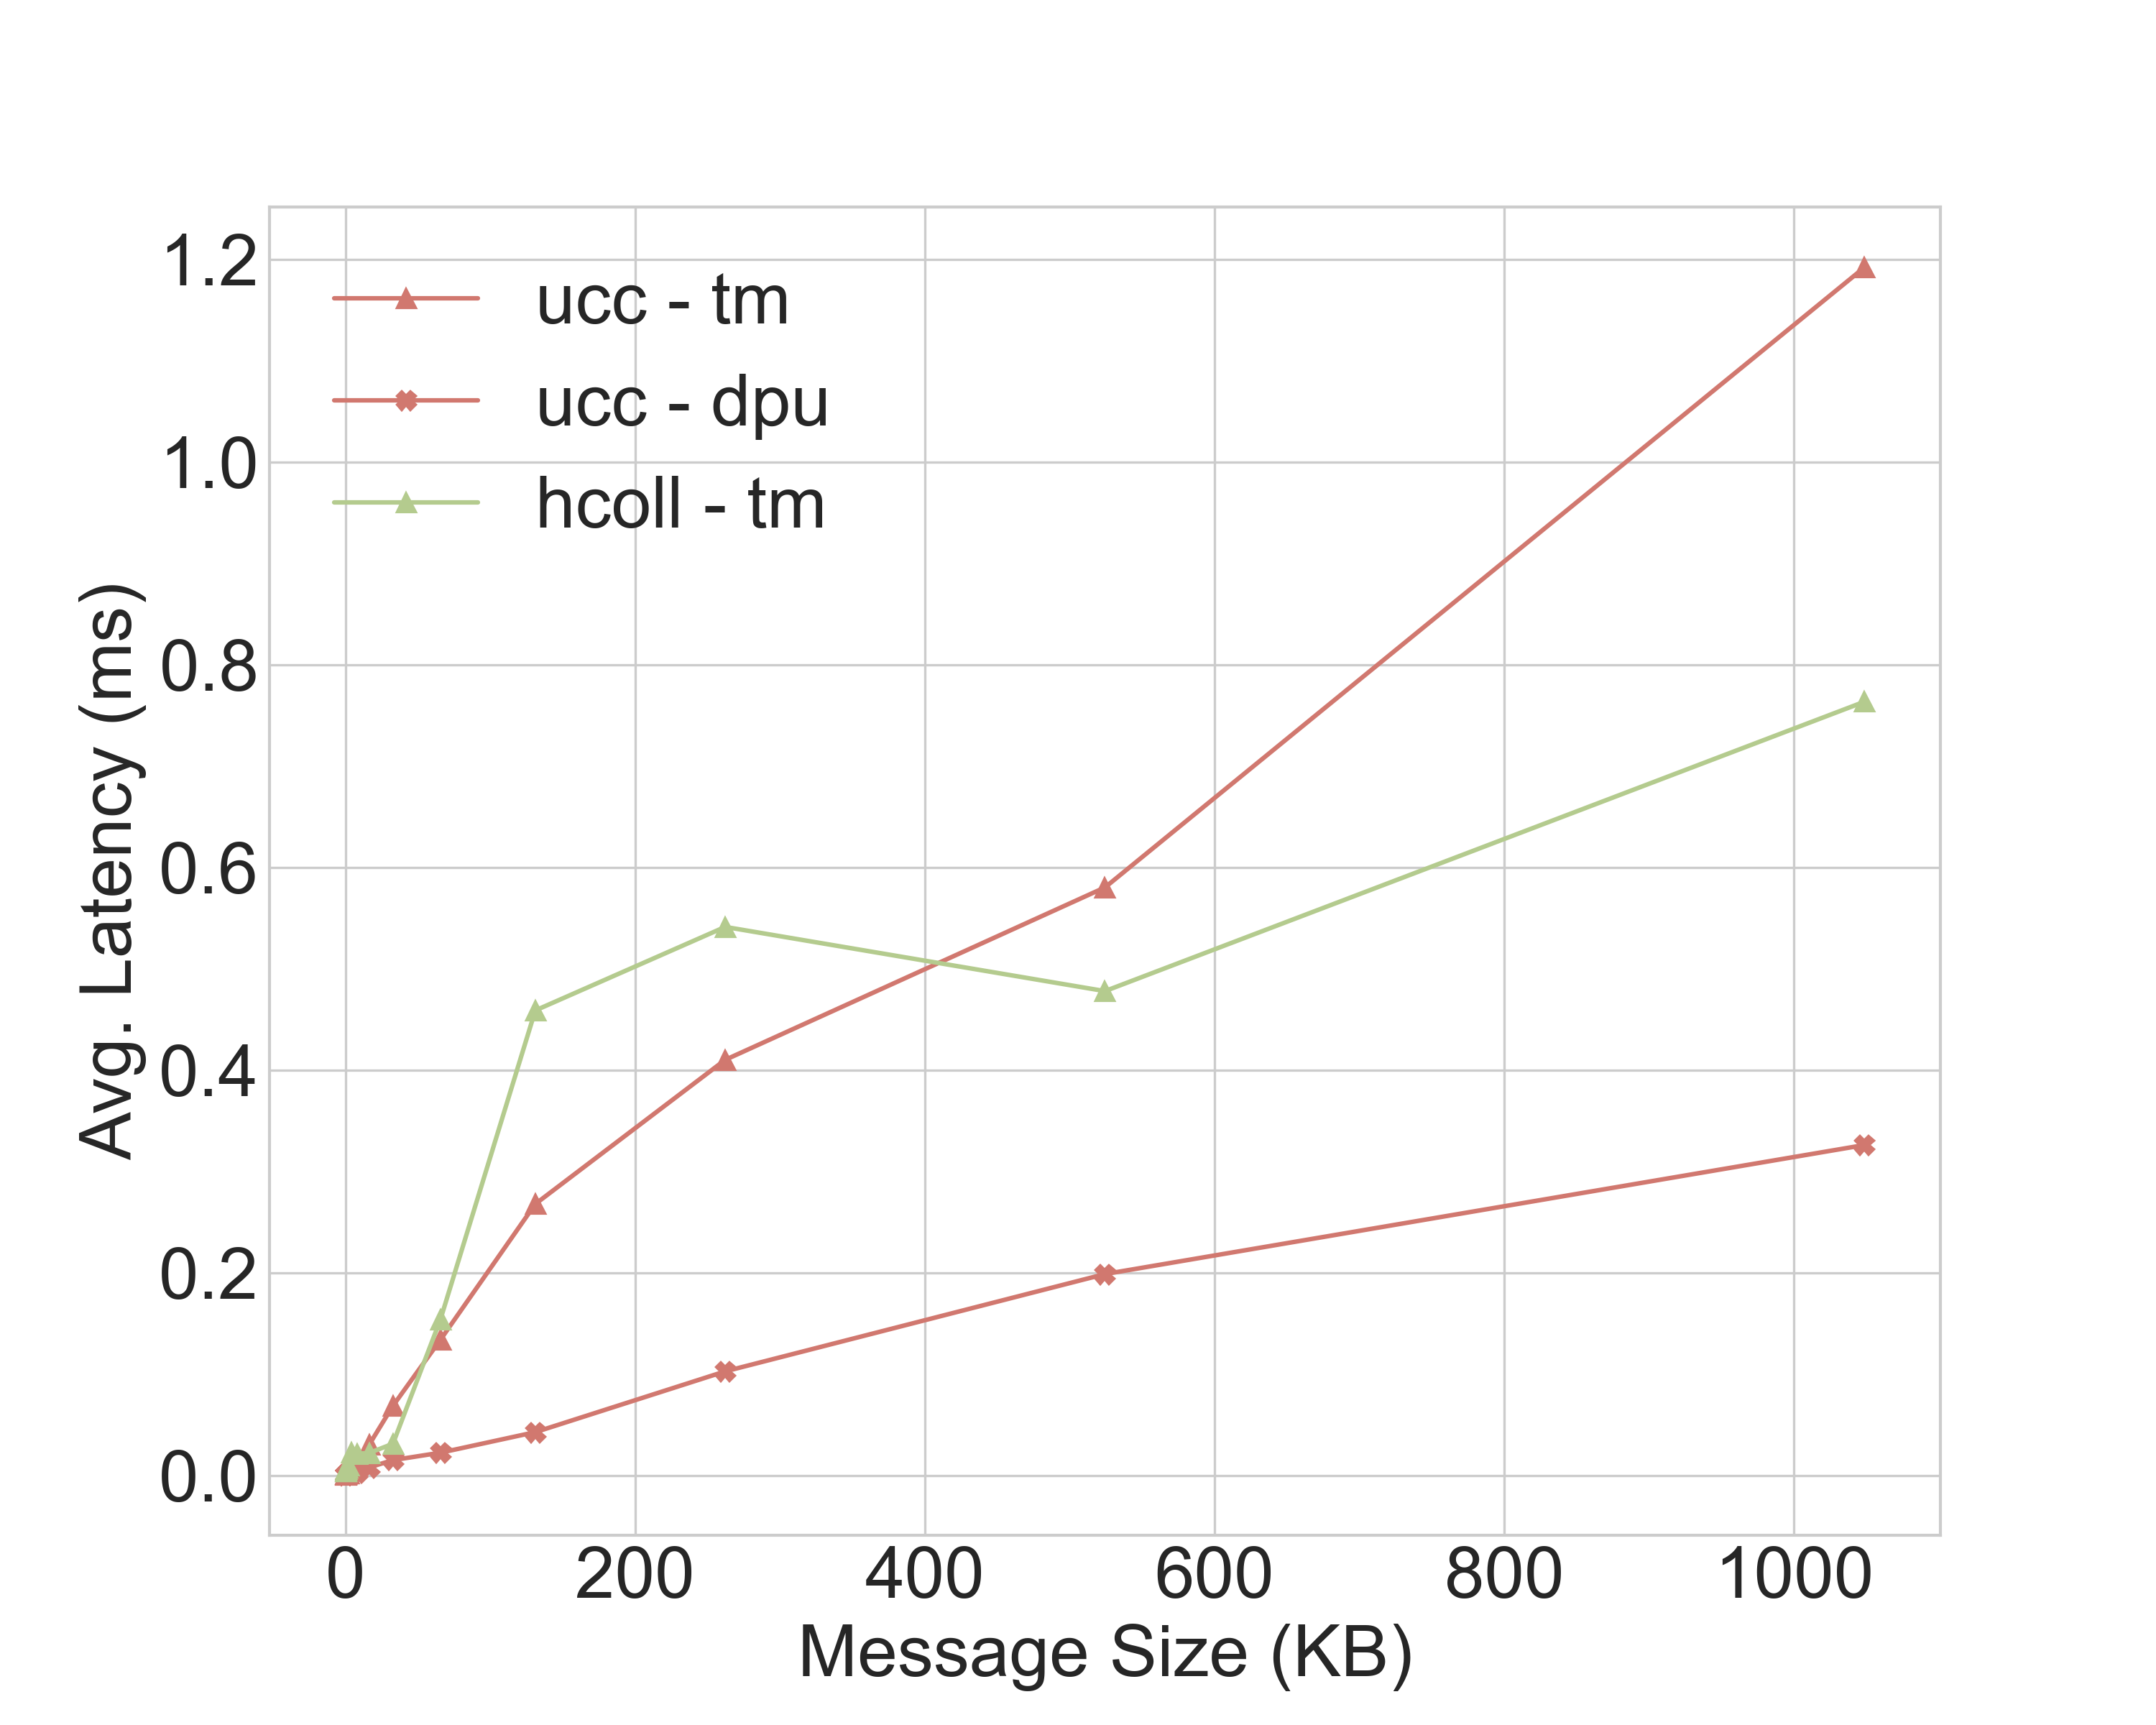 ucc - tm
ucc - dpu
hcoll - tm
1.2
1.0
0.8
0.6
0.4
0.2
0.0
Avg. Latency (ms)
0 200 400 600 800 1000
Message Size (KB)